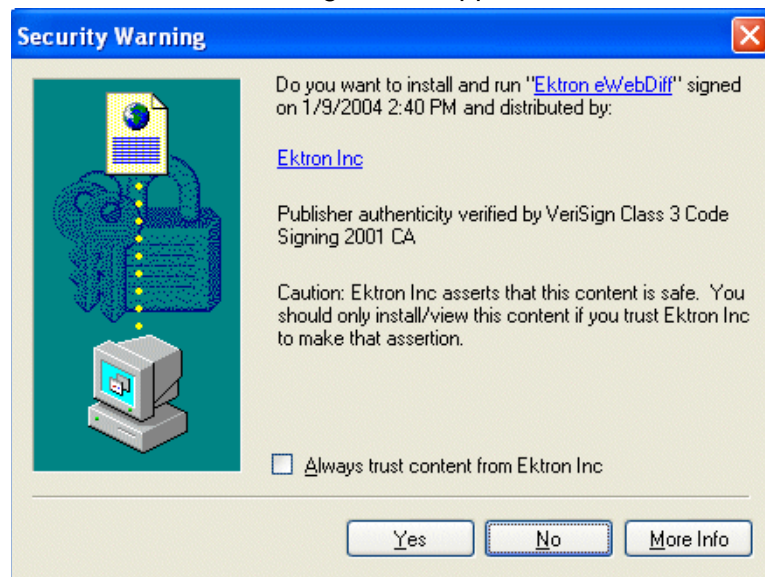 Security Warning
Do you want to install and run "Ektron eWebDiff" signed
on 1/9/2004 2:40 PM and distributed by:
Ektron Inc
Publisher authenticity verified by VeriSign Class 3 Code
Signing 2001 CA
Caution: Ektron Inc asserts that this content is safe. You
should only install/view this content if you trust Ektron Inc
to make that assertion.
Always trust content from Ektron Inc
Yes No More Info